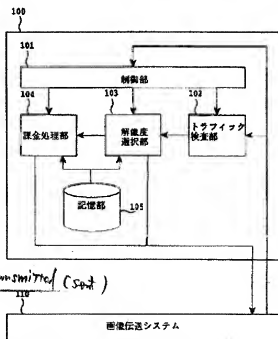 100
101
制御部
104
103
102
課金処理部
解像度
選択部
トラフィック
検査部
記憶部
105
nsmitted (sent)
110
画像伝送システム